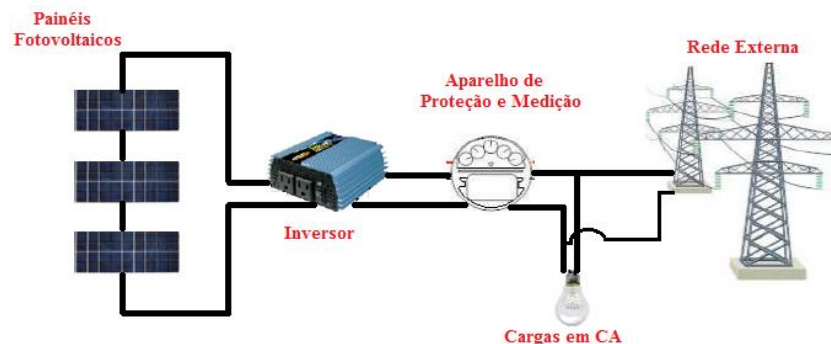 Painéis
Fotovoltaicos
Inversor
Aparelho de
Proteção e Medição
Rede Externa
Cargas em CA